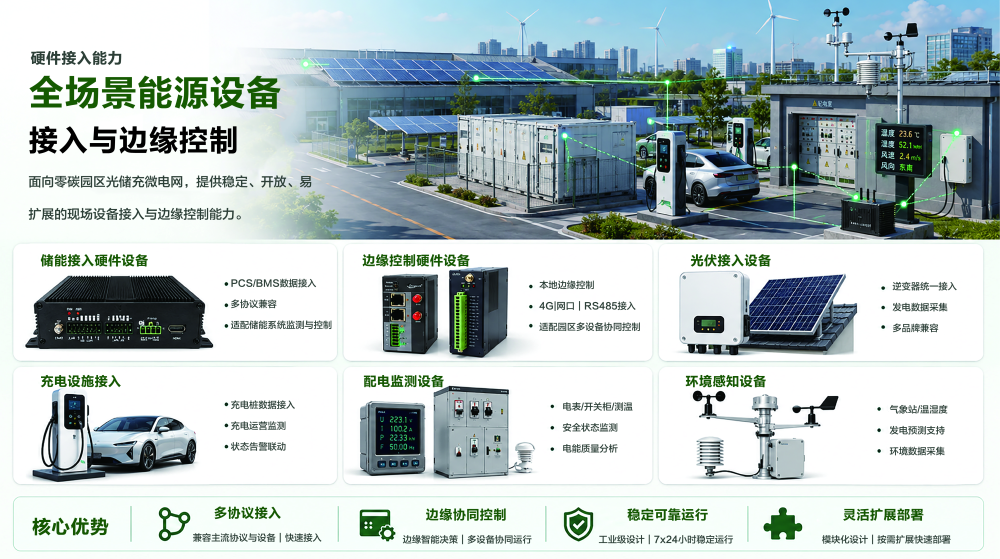 硬件接入能力
全场景能源设备
接入与边缘控制
面向零碳园区光储充微电网，提供稳定、开放、易
扩展的现场设备接入与边缘控制能力。
配电室
温度 23.6 ℃
湿度 52.1 %RH
风速 2.4 m/s
风向 东南
储能接入硬件设备
• PCS/BMS数据接入
• 多协议兼容
• 适配储能系统监测与控制
边缘控制硬件设备
• 本地边缘控制
• 4G|网口｜RS485接入
• 适配园区多设备协同控制
光伏接入设备
• 逆变器统一接入
• 发电数据采集
• 多品牌兼容
充电设施接入
• 充电桩数据接入
• 充电运营监测
• 状态告警联动
配电监测设备
U 223.1 V
I 100.2 A
P 22.33 kW
F 50.00 Hz
• 电表/开关柜/测温
• 安全状态监测
• 电能质量分析
环境感知设备
• 气象站/温湿度
• 发电预测支持
• 环境数据采集
核心优势
多协议接入
兼容主流协议与设备｜快速接入
边缘协同控制
边缘智能决策｜多设备协同运行
稳定可靠运行
工业级设计｜7x24小时稳定运行
灵活扩展部署
模块化设计｜按需扩展快速部署